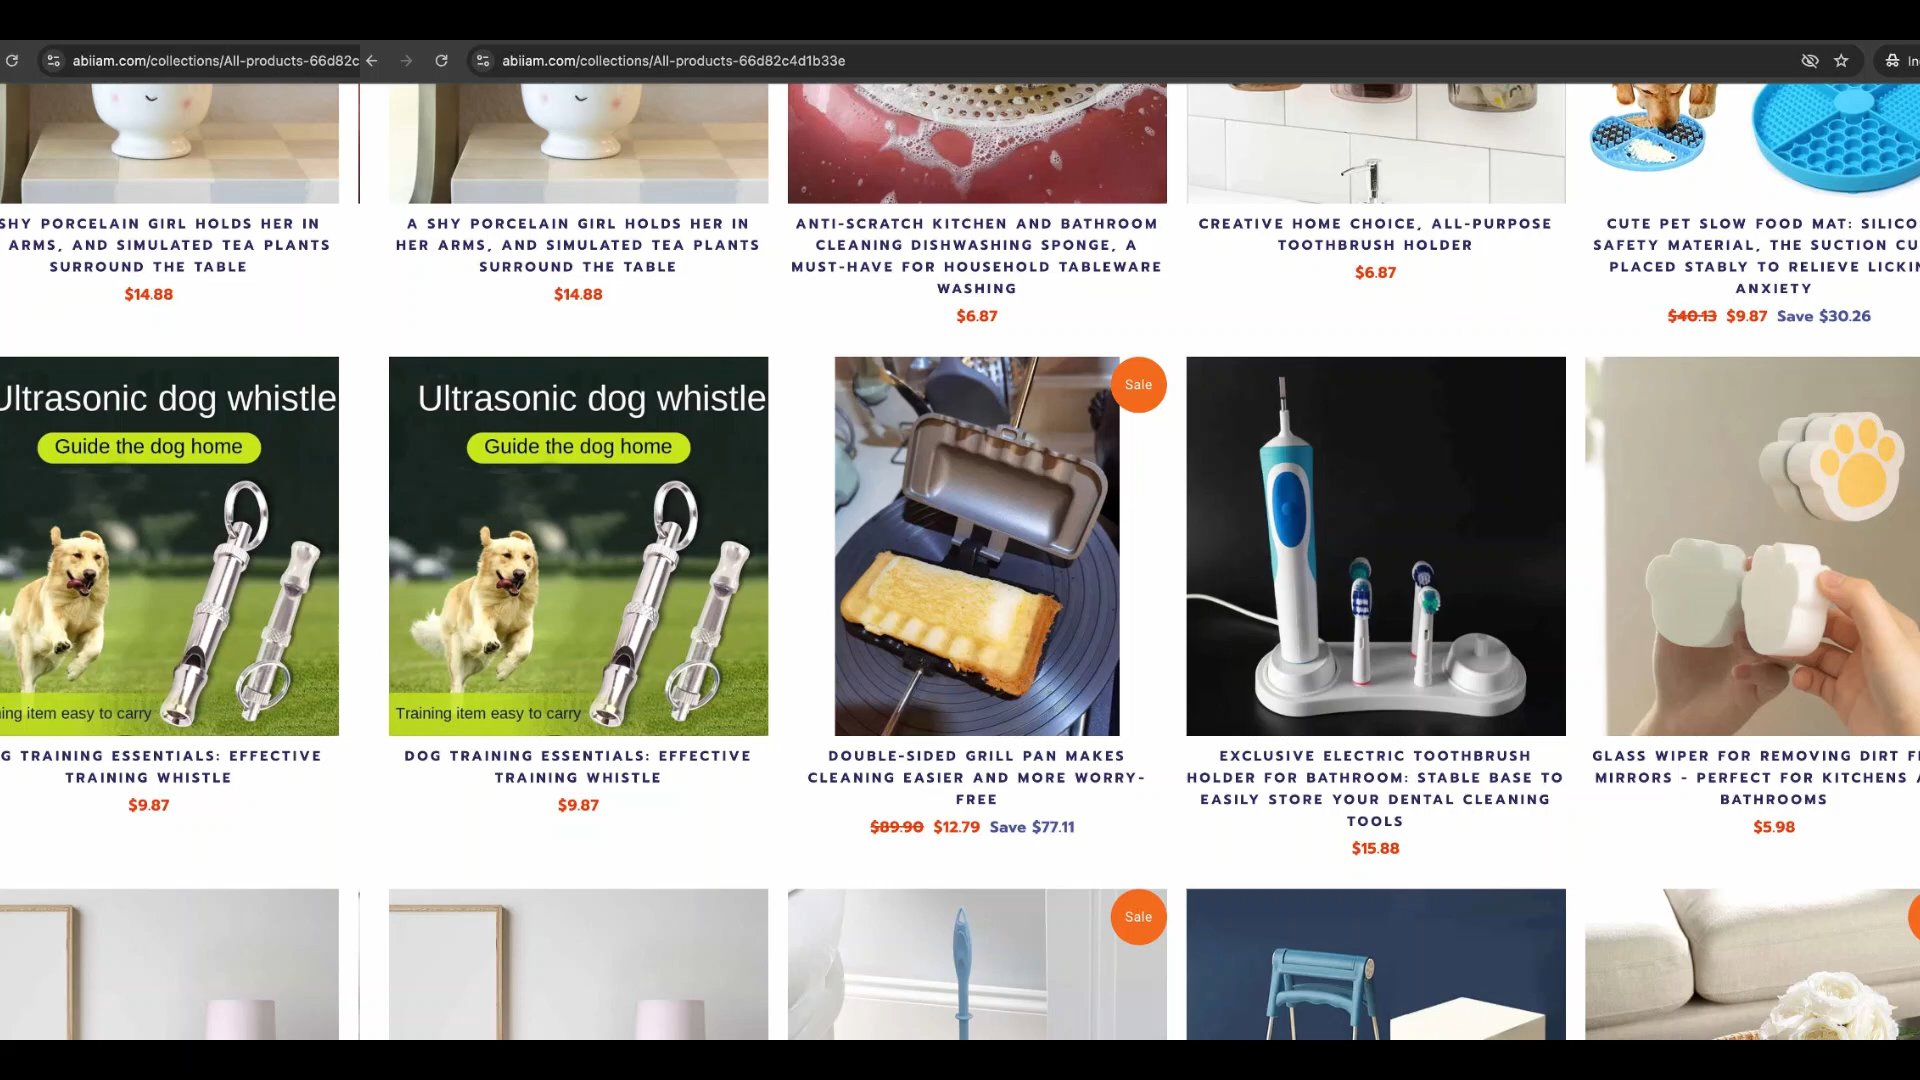 abiiam.com/collections/All-products-66d82c
abiiam.com/collections/All-products-66d82c4d1b33e
SHY PORCELAIN GIRL HOLDS HER IN
ARMS, AND SIMULATED TEA PLANTS
SURROUND THE TABLE
$14.88
A SHY PORCELAIN GIRL HOLDS HER IN
HER ARMS, AND SIMULATED TEA PLANTS
SURROUND THE TABLE
$14.88
ANTI-SCRATCH KITCHEN AND BATHROOM
CLEANING DISHWASHING SPONGE, A
MUST-HAVE FOR HOUSEHOLD TABLEWARE
WASHING
$6.87
CREATIVE HOME CHOICE, ALL-PURPOSE
TOOTHBRUSH HOLDER
$6.87
CUTE PET SLOW FOOD MAT: SILICO
SAFETY MATERIAL, THE SUCTION CU
PLACED STABLY TO RELIEVE LICKIN
ANXIETY
$40.13 $9.87 Save $30.26
Ultrasonic dog whistle
Guide the dog home
ing item easy to carry
Ultrasonic dog whistle
Guide the dog home
Training item easy to carry
Sale
G TRAINING ESSENTIALS: EFFECTIVE
TRAINING WHISTLE
$9.87
DOG TRAINING ESSENTIALS: EFFECTIVE
TRAINING WHISTLE
$9.87
DOUBLE-SIDED GRILL PAN MAKES
CLEANING EASIER AND MORE WORRY-
FREE
$89.90 $12.79 Save $77.11
EXCLUSIVE ELECTRIC TOOTHBRUSH
HOLDER FOR BATHROOM: STABLE BASE TO
EASILY STORE YOUR DENTAL CLEANING
TOOLS
$15.88
GLASS WIPER FOR REMOVING DIRT F
MIRRORS - PERFECT FOR KITCHENS A
BATHROOMS
$5.98
Sale